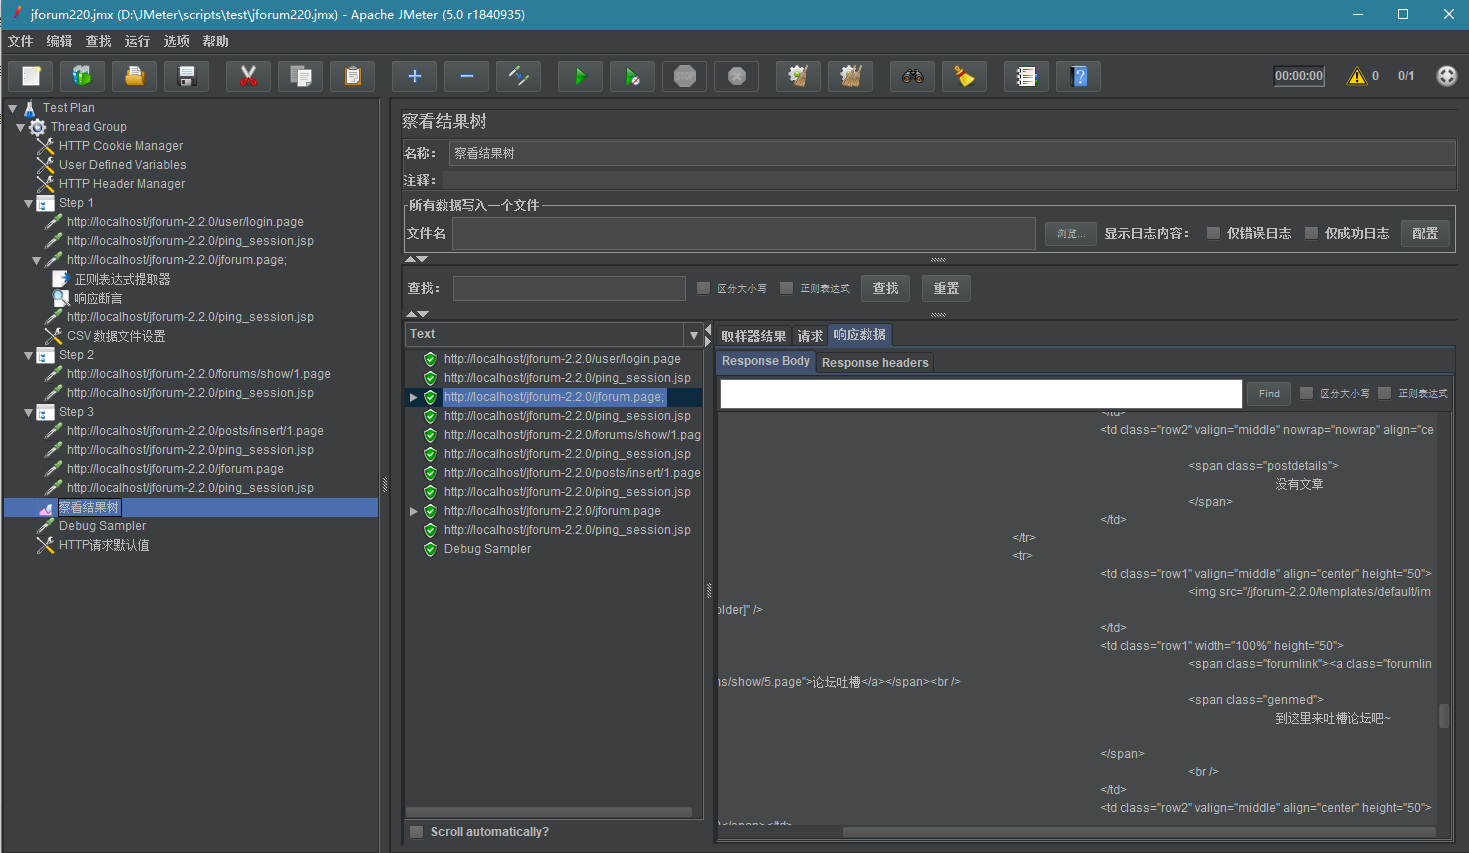 jforum220.jmx (D:\JMeter\scripts\test\jforum220.jmx) - Apache JMeter (5.0 r1840935)
文件 编辑 查找 运行 选项 帮助
STOP
00:00:00 0 0/1
Test Plan
Thread Group
HTTP Cookie Manager
User Defined Variables
HTTP Header Manager
Step 1
http://localhost/jforum-2.2.0/user/login.page
http://localhost/jforum-2.2.0/ping_session.jsp
http://localhost/jforum-2.2.0/jforum.page;
正则表达式提取器
响应断言
http://localhost/jforum-2.2.0/ping_session.jsp
CSV 数据文件设置
Step 2
http://localhost/jforum-2.2.0/forums/show/1.page
http://localhost/jforum-2.2.0/ping_session.jsp
Step 3
http://localhost/jforum-2.2.0/posts/insert/1.page
http://localhost/jforum-2.2.0/ping_session.jsp
http://localhost/jforum-2.2.0/jforum.page
http://localhost/jforum-2.2.0/ping_session.jsp
察看结果树
Debug Sampler
HTTP请求默认值
察看结果树
名称： 察看结果树
注释：
所有数据写入一个文件
文件名 浏览... 显示日志内容： 仅错误日志 仅成功日志 配置
查找： 区分大小写 正则表达式 查找 重置
Text
http://localhost/jforum-2.2.0/user/login.page
http://localhost/jforum-2.2.0/ping_session.jsp
http://localhost/jforum-2.2.0/jforum.page;
http://localhost/jforum-2.2.0/ping_session.jsp
http://localhost/jforum-2.2.0/forums/show/1.pag
http://localhost/jforum-2.2.0/ping_session.jsp
http://localhost/jforum-2.2.0/posts/insert/1.page
http://localhost/jforum-2.2.0/ping_session.jsp
http://localhost/jforum-2.2.0/jforum.page
http://localhost/jforum-2.2.0/ping_session.jsp
Debug Sampler
Scroll automatically?
取样器结果 请求 响应数据
Response Body Response headers
Find 区分大小写 正则表达式
</td>
<td class="row2" valign="middle" nowrap="nowrap" align="ce
<span class="postdetails">
没有文章
</span>
</td>
</tr>
<tr>
<td class="row1" valign="middle" align="center" height="50">
<img src="/jforum-2.2.0/templates/default/im
older]" />
</td>
<td class="row1" width="100%" height="50">
<span class="forumlink"><a class="forumlin
ns/show/5.page">论坛吐槽</a></span><br />
<span class="genmed">
到这里来吐槽论坛吧~
</span>
<br />
</td>
<td class="row2" valign="middle" align="center" height="50">
</span></td>